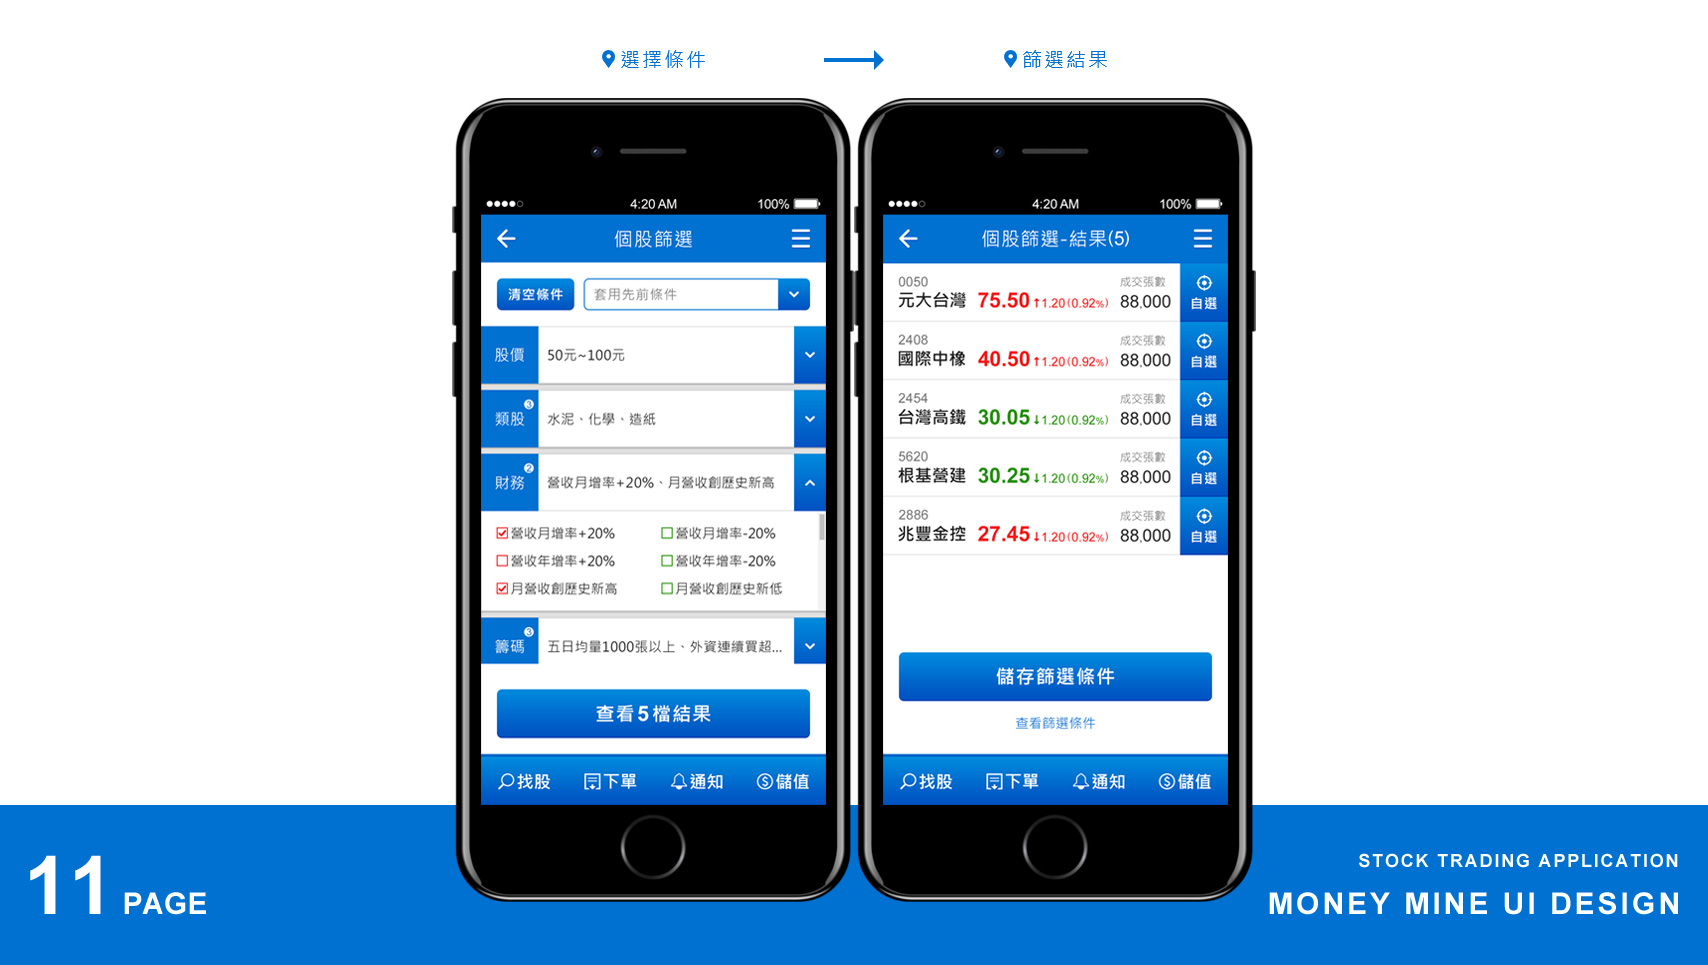 選擇條件
篩選結果
4:20 AM
100%
個股篩選
清空條件
套用先前條件
股價
50元~100元
類股
3
水泥、化學、造紙
財務
2
營收月增率+20%、月營收創歷史新高
營收月增率+20%
營收月增率-20%
營收年增率+20%
營收年增率-20%
月營收創歷史新高
月營收創歷史新低
籌碼
3
五日均量1000張以上、外資連續買超...
查看5檔結果
找股
下單
通知
儲值
4:20 AM
100%
個股篩選-結果(5)
0050
成交張數
元大台灣 75.50 ↑1.20(0.92%) 88,000
自選
2408
成交張數
國際中橡 40.50 ↑1.20(0.92%) 88,000
自選
2454
成交張數
台灣高鐵 30.05 ↓1.20(0.92%) 88,000
自選
5620
成交張數
根基營建 30.25 ↓1.20(0.92%) 88,000
自選
2886
成交張數
兆豐金控 27.45 ↓1.20(0.92%) 88,000
自選
儲存篩選條件
查看篩選條件
找股
下單
通知
儲值
11 PAGE
STOCK TRADING APPLICATION
MONEY MINE UI DESIGN